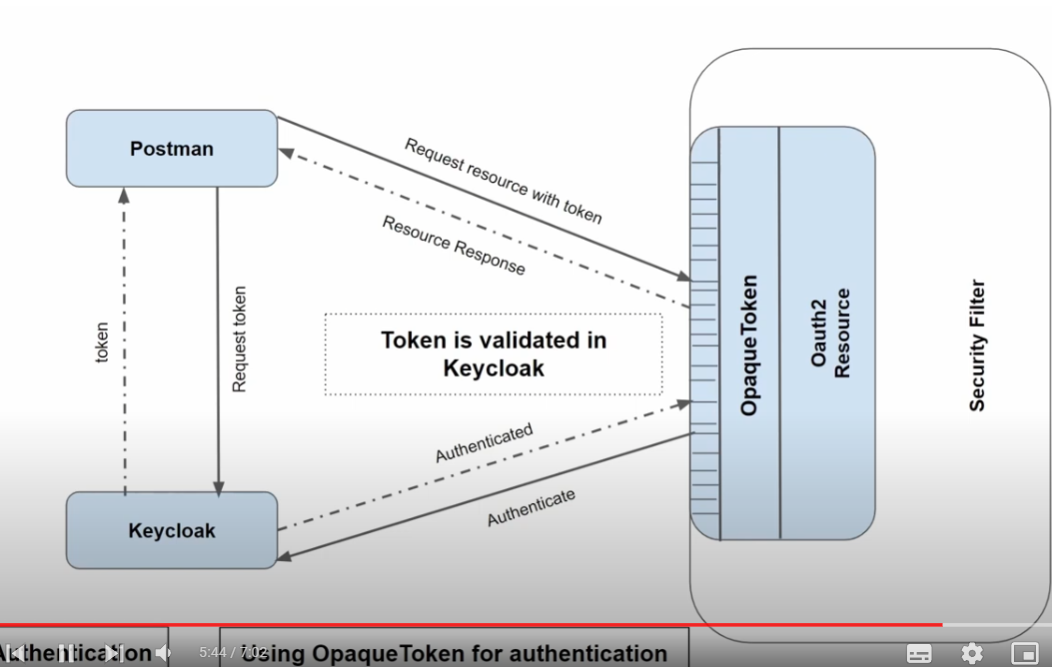 Postman
Request resource with token
Resource Response
token
Request token
Token is validated in
Keycloak
OpaqueToken
Oauth2
Resource
Security Filter
Authenticated
Authenticate
Keycloak
Authentication
5:44 / 7:02
Using OpaqueToken for authentication